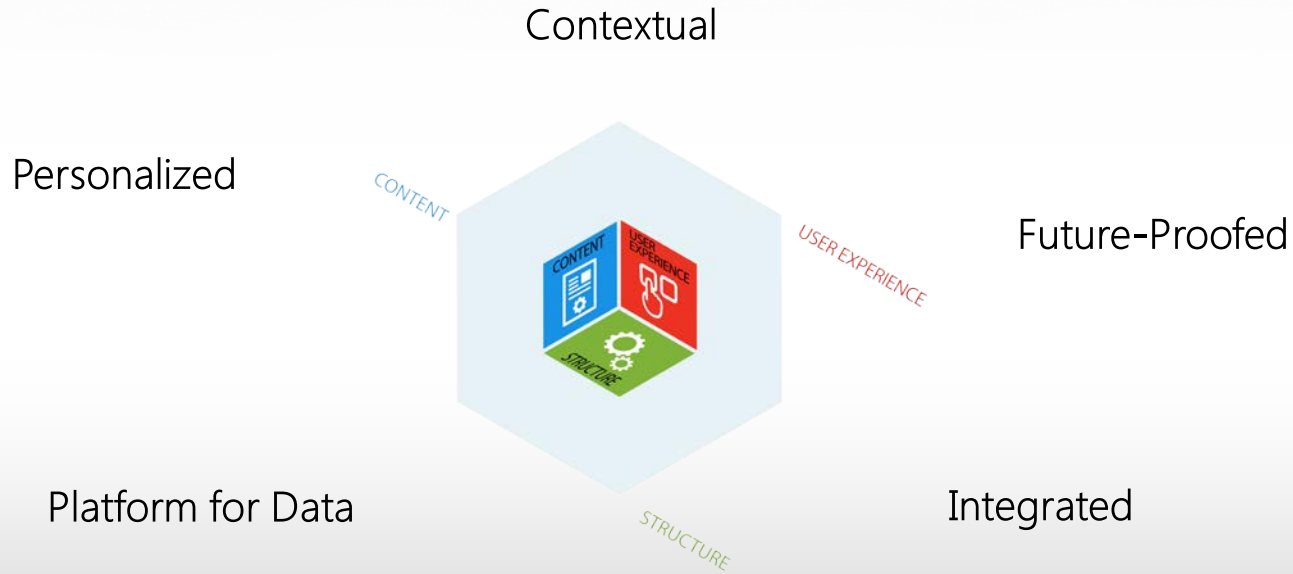 Contextual
Personalized
CONTENT
USER EXPERIENCE
Future-Proofed
CONTENT
USER
EXPERIENCE
STRUCTURE
Platform for Data
Integrated
STRUCTURE